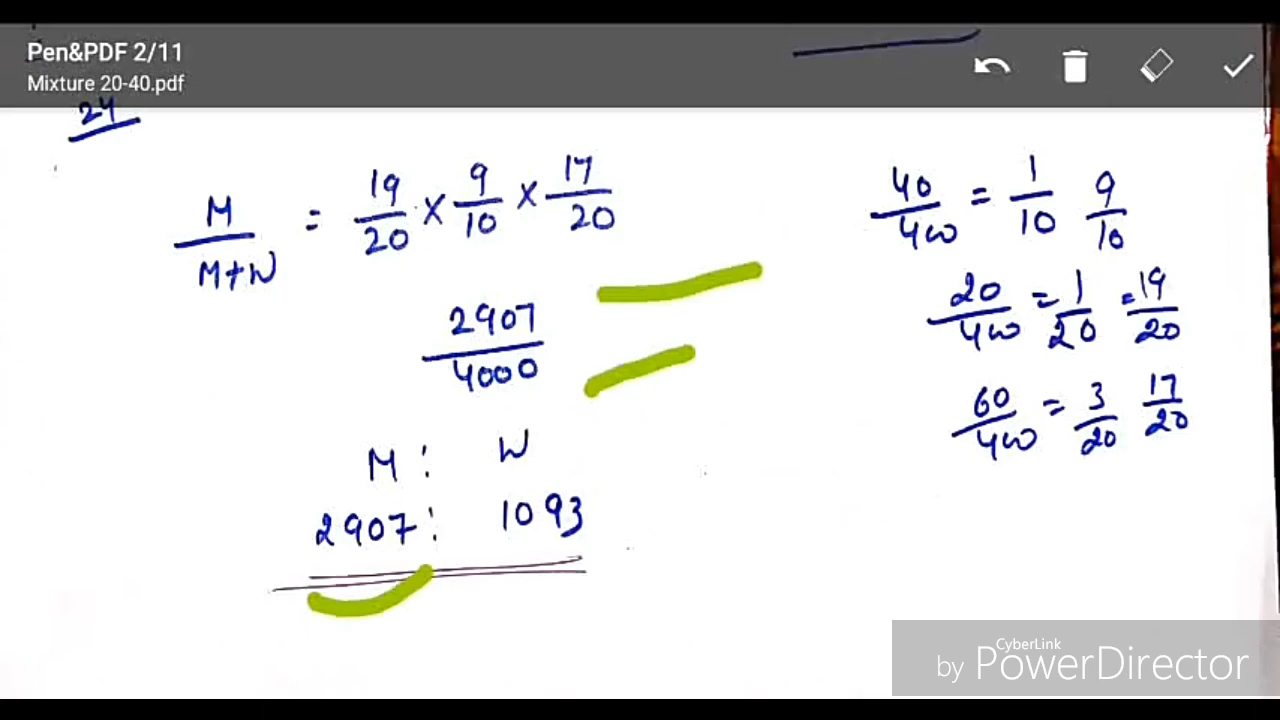 Pen&PDF 2/11
Mixture 20-40.pdf
24
M/M+W = 19/20 × 9/10 × 17/20
2907/4000
M : W
2907 : 1093
40/400 = 1/10 9/10
20/400 = 1/20 = 19/20
60/400 = 3/20 17/20
CyberLink
by PowerDirector